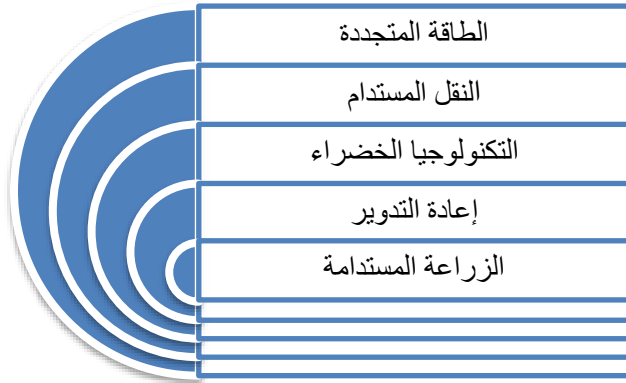 الطاقة المتجددة
النقل المستدام
التكنولوجيا الخضراء
إعادة التدوير
الزراعة المستدامة